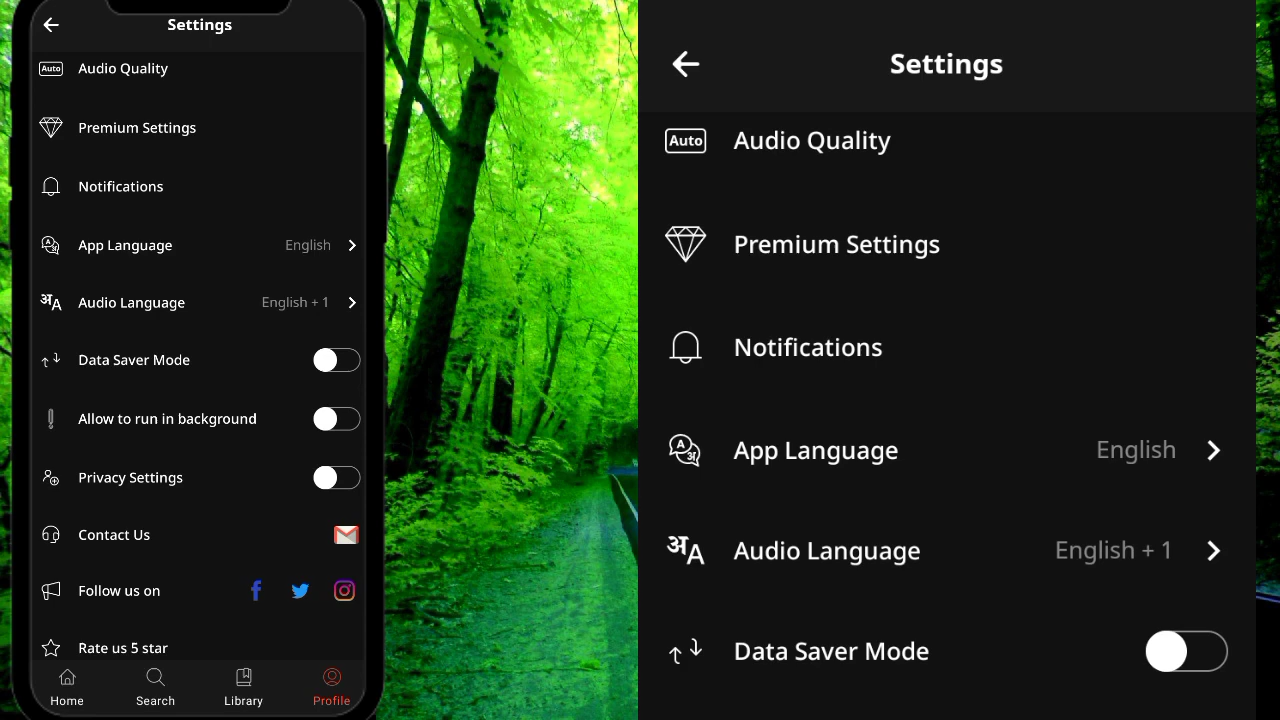 Settings
Auto Audio Quality
Premium Settings
Notifications
App Language English
Audio Language English + 1
Data Saver Mode
Allow to run in background
Privacy Settings
Contact Us
Follow us on
Rate us 5 star
Home Search Library Profile
Settings
Auto Audio Quality
Premium Settings
Notifications
App Language English
अA Audio Language English + 1
Data Saver Mode